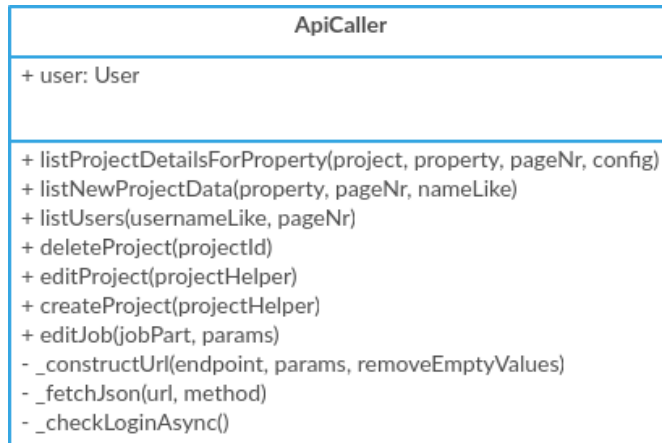 ApiCaller
+ user: User
+ listProjectDetailsForProperty(project, property, pageNr, config)
+ listNewProjectData(property, pageNr, nameLike)
+ listUsers(usernameLike, pageNr)
+ deleteProject(projectId)
+ editProject(projectHelper)
+ createProject(projectHelper)
+ editJob(jobPart, params)
- _constructUrl(endpoint, params, removeEmptyValues)
- _fetchJson(url, method)
- _checkLoginAsync()